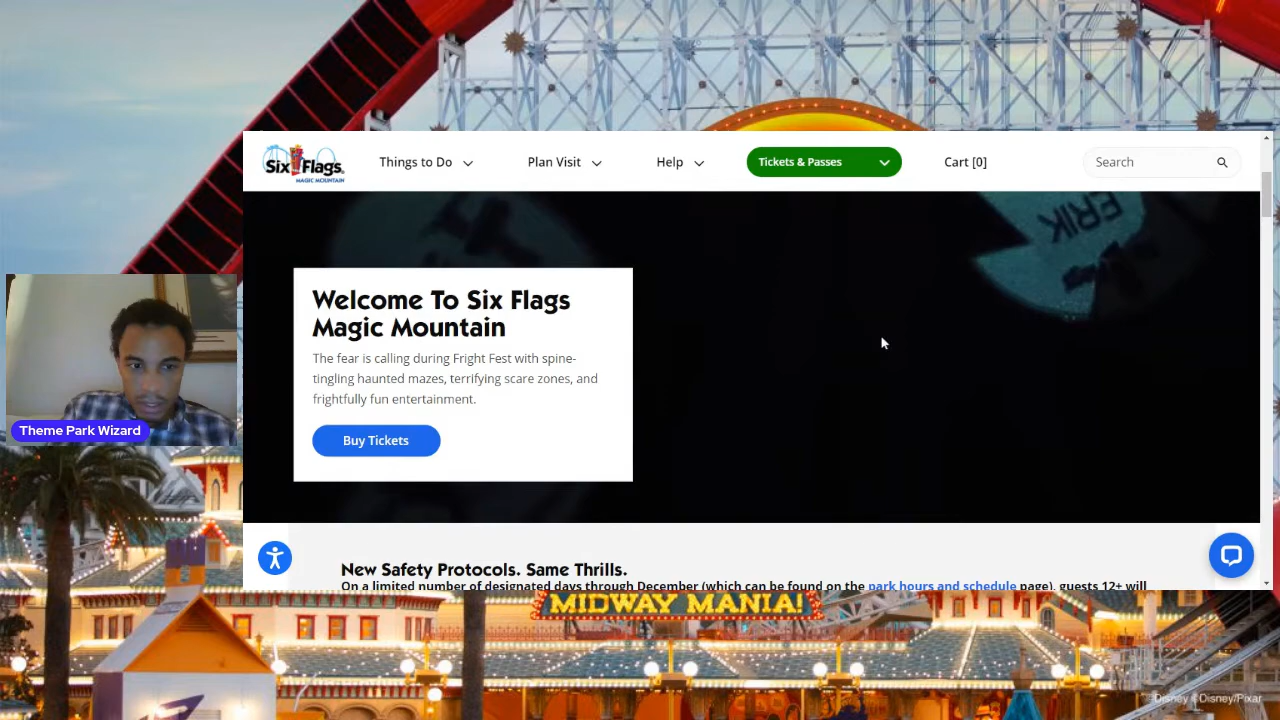 Six Flags
MAGIC MOUNTAIN
Things to Do
Plan Visit
Help
Tickets & Passes
Cart [0]
Search
ERIK
Welcome To Six Flags
Magic Mountain
The fear is calling during Fright Fest with spine-
tingling haunted mazes, terrifying scare zones, and
frightfully fun entertainment.
Buy Tickets
Theme Park Wizard
New Safety Protocols. Same Thrills.
On a limited number of designated days through December (which can be found on the park hours and schedule page), guests 12+ will
MIDWAY MANIA!
©Disney ©Disney/Pixar